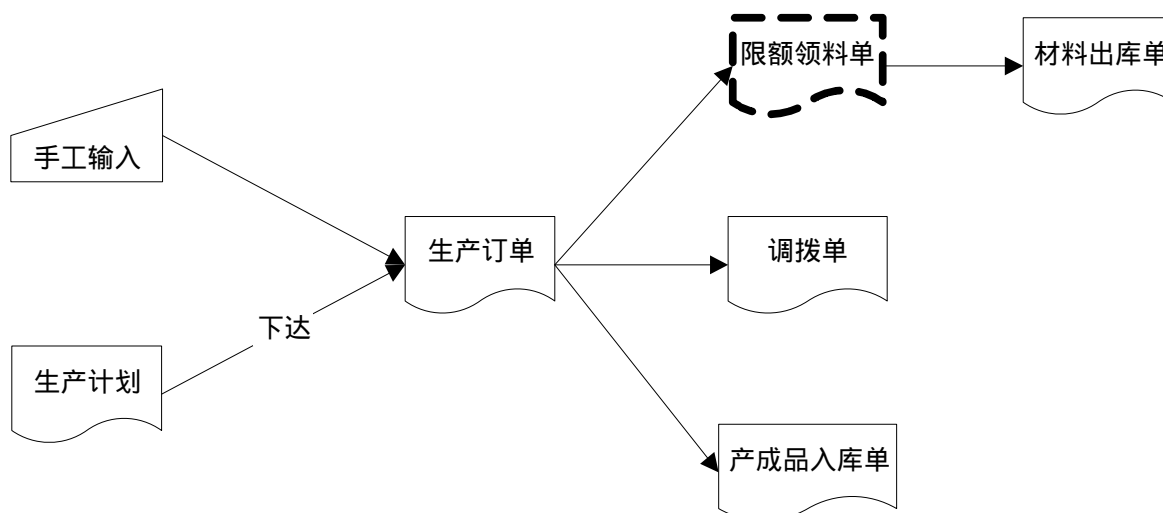 限额领料单
材料出库单
手工输入
生产订单
调拨单
下达
生产计划
产成品入库单